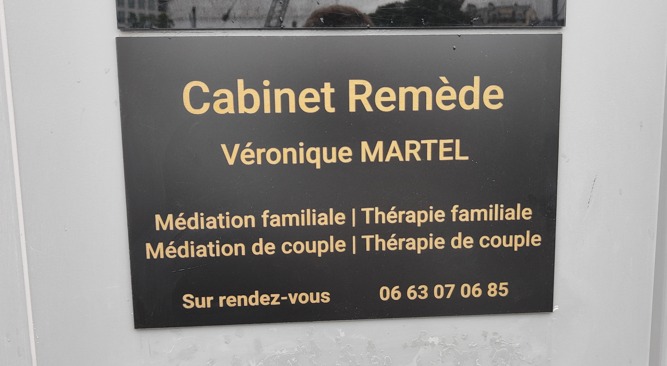 Cabinet Remède
Véronique MARTEL
Médiation familiale | Thérapie familiale
Médiation de couple | Thérapie de couple
Sur rendez-vous 06 63 07 06 85